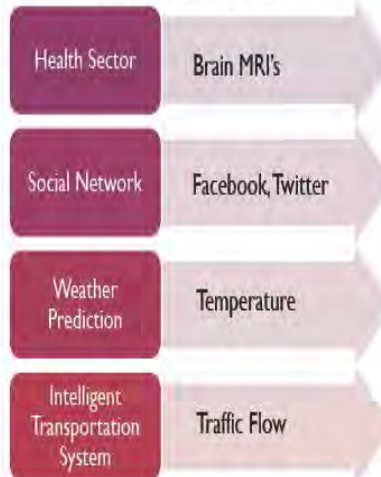 Health Sector
Brain MRI's
Social Network
Facebook, Twitter
Weather
Prediction
Temperature
Intelligent
Transportation
System
Traffic Flow